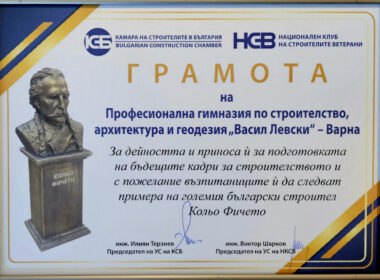 КСБ
КАМАРА НА СТРОИТЕЛИТЕ В БЪЛГАРИЯ
BULGARIAN CONSTRUCTION CHAMBER
НКСВ
НАЦИОНАЛЕН КЛУБ
НА СТРОИТЕЛИТЕ ВЕТЕРАНИ
ГРАМОТА
на
Професионална гимназия по строителство,
архитектура и геодезия „Васил Левски“ – Варна
За дейността и приноса ѝ за подготовката
на бъдещите кадри за строителството и
с пожелание възпитаниците ѝ да следват
примера на големия български строител
Кольо Фичето
КОЛЬО
ФИЧЕТО
инж. Илиян Терзиев
Председател на УС на КСБ
инж. Виктор Шарков
Председател на УС на НКСВ